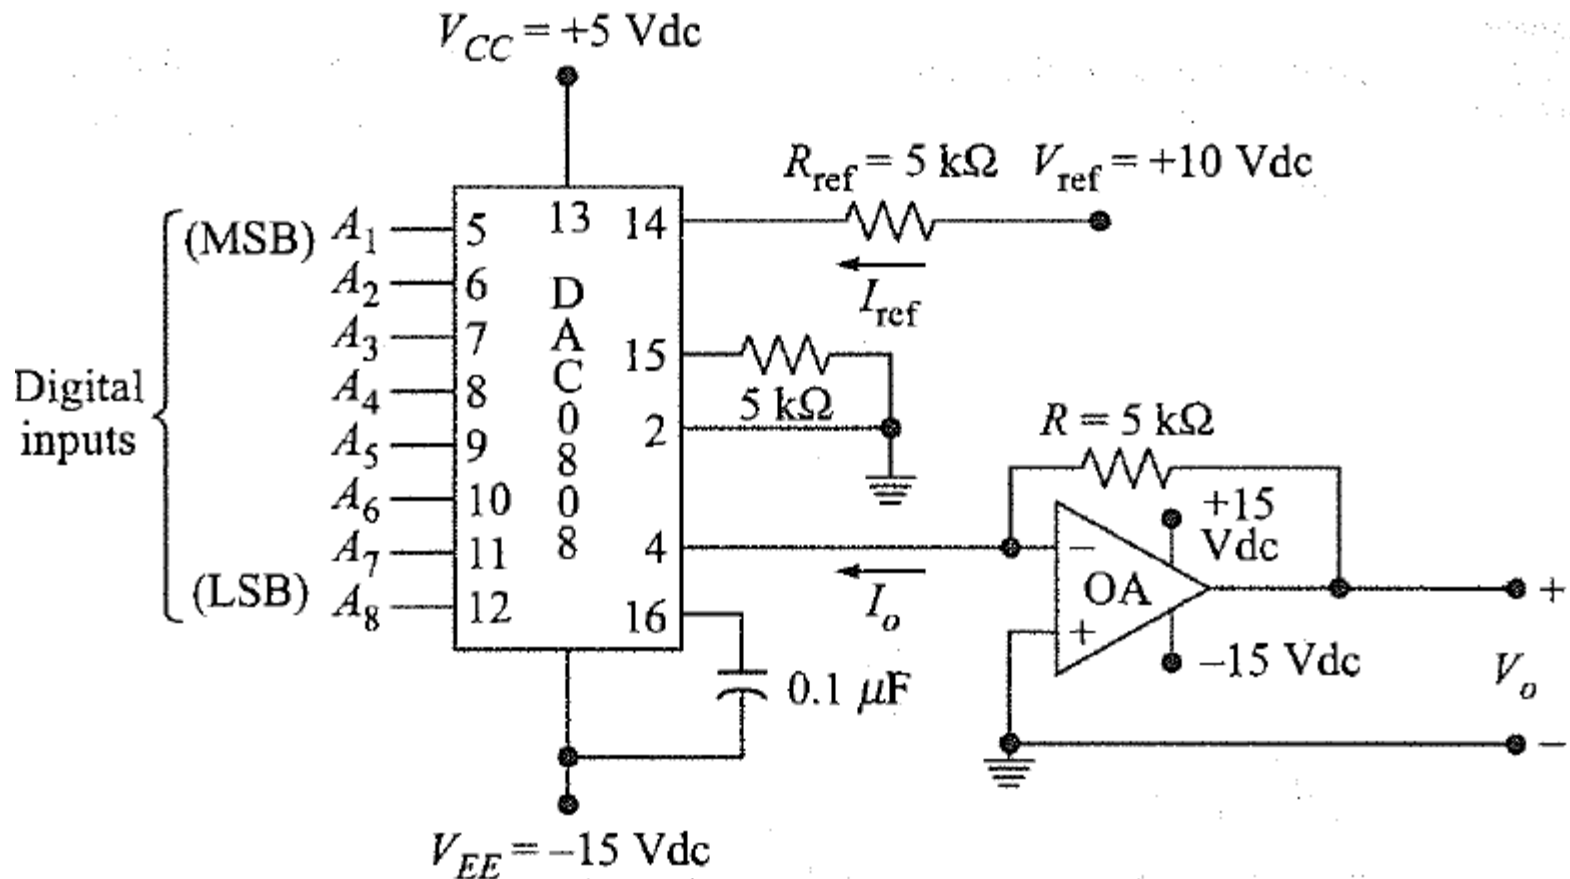 V_CC = +5 Vdc
R_ref = 5 kΩ V_ref = +10 Vdc
I_ref
Digital
inputs
(MSB) A_1
A_2
A_3
A_4
A_5
A_6
A_7
(LSB) A_8
5
6
7
8
9
10
11
12
13
D
A
C
0
8
0
8
14
15
2
4
16
5 kΩ
R = 5 kΩ
+15
Vdc
−
OA
+
–15 Vdc
I_o
0.1 μF
+
V_o
−
V_EE = –15 Vdc